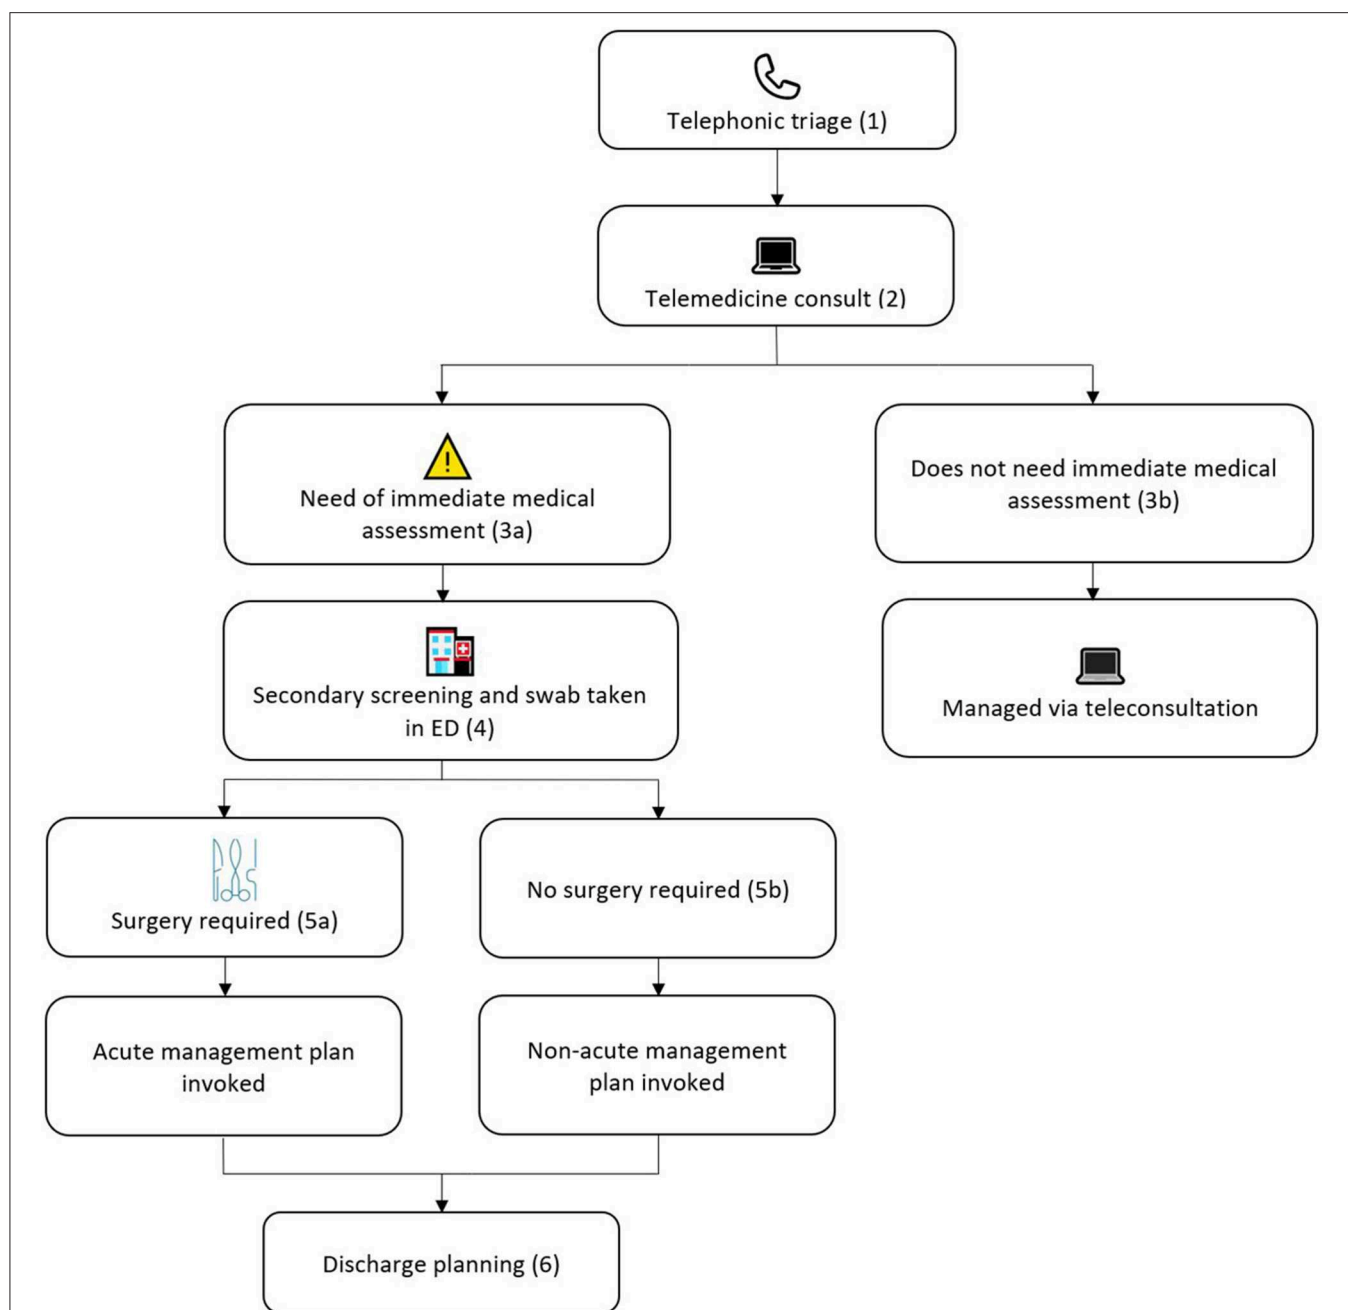 Telephonic triage (1)
Telemedicine consult (2)
Need of immediate medical
assessment (3a)
Does not need immediate medical
assessment (3b)
Secondary screening and swab taken
in ED (4)
Managed via teleconsultation
Surgery required (5a)
No surgery required (5b)
Acute management plan
invoked
Non-acute management
plan invoked
Discharge planning (6)